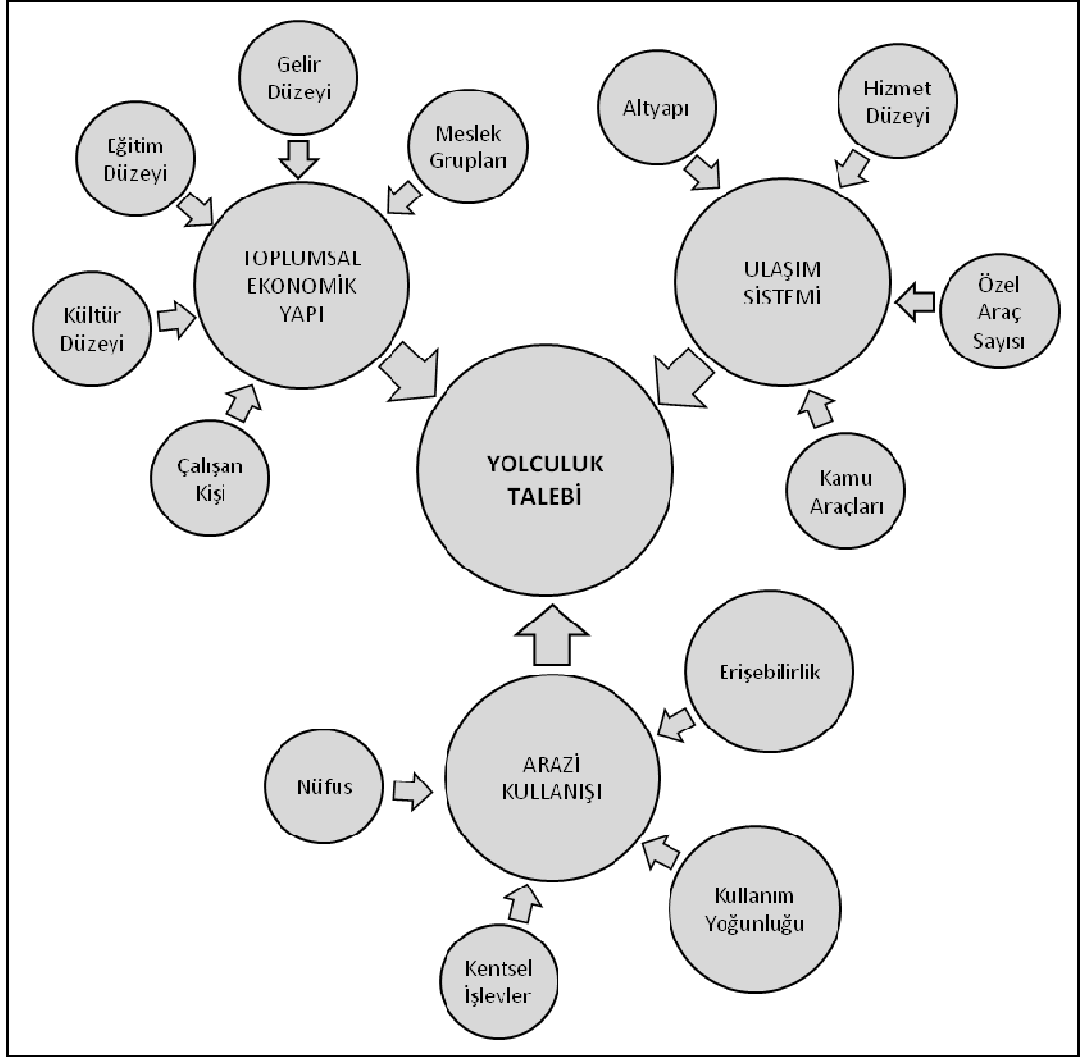 Gelir
Düzeyi
Eğitim
Düzeyi
Meslek
Grupları
Kültür
Düzeyi
Çalışan
Kişi
TOPLUMSAL
EKONOMİK
YAPI
Altyapı
Hizmet
Düzeyi
ULAŞIM
SİSTEMİ
Özel
Araç
Sayısı
Kamu
Araçları
YOLCULUK
TALEBİ
Erişebilirlik
ARAZİ
KULLANIŞI
Nüfus
Kullanım
Yoğunluğu
Kentsel
İşlevler